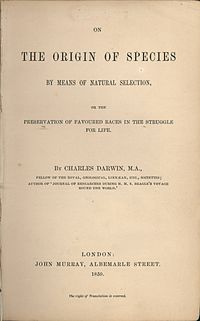 ON
THE ORIGIN OF SPECIES
BY MEANS OF NATURAL SELECTION,
OR THE
PRESERVATION OF FAVOURED RACES IN THE STRUGGLE
FOR LIFE.
BY CHARLES DARWIN, M.A.,
FELLOW OF THE ROYAL, GEOLOGICAL, LINNÆAN, ETC., SOCIETIES;
AUTHOR OF "JOURNAL OF RESEARCHES DURING H. M. S. BEAGLE'S VOYAGE
ROUND THE WORLD."
LONDON:
JOHN MURRAY, ALBEMARLE STREET.
1859.
The right of Translation is reserved.